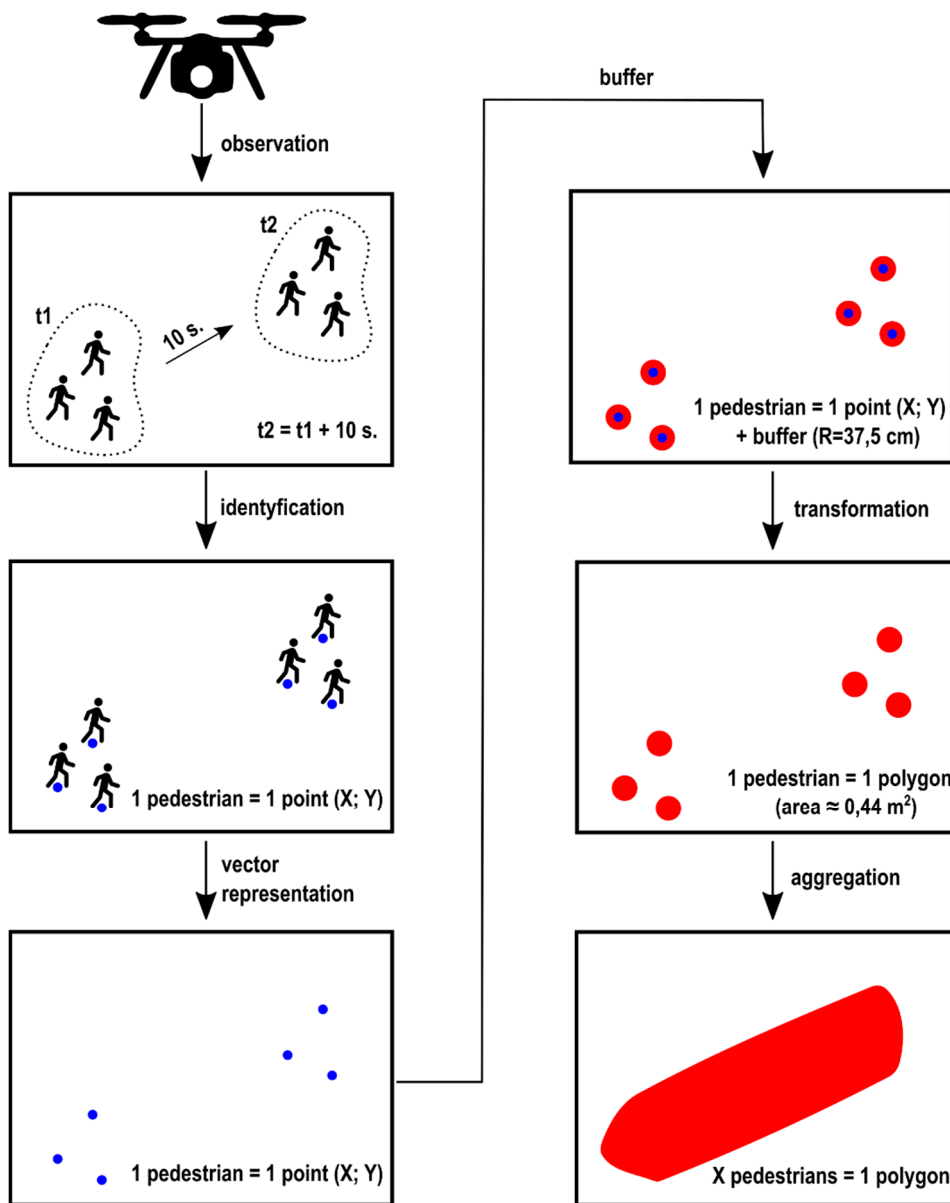 observation
t1
t2
10 s.
t2 = t1 + 10 s.
identyfication
1 pedestrian = 1 point (X; Y)
vector
representation
1 pedestrian = 1 point (X; Y)
buffer
1 pedestrian = 1 point (X; Y)
+ buffer (R=37,5 cm)
transformation
1 pedestrian = 1 polygon
(area ≈ 0,44 m²)
aggregation
X pedestrians = 1 polygon